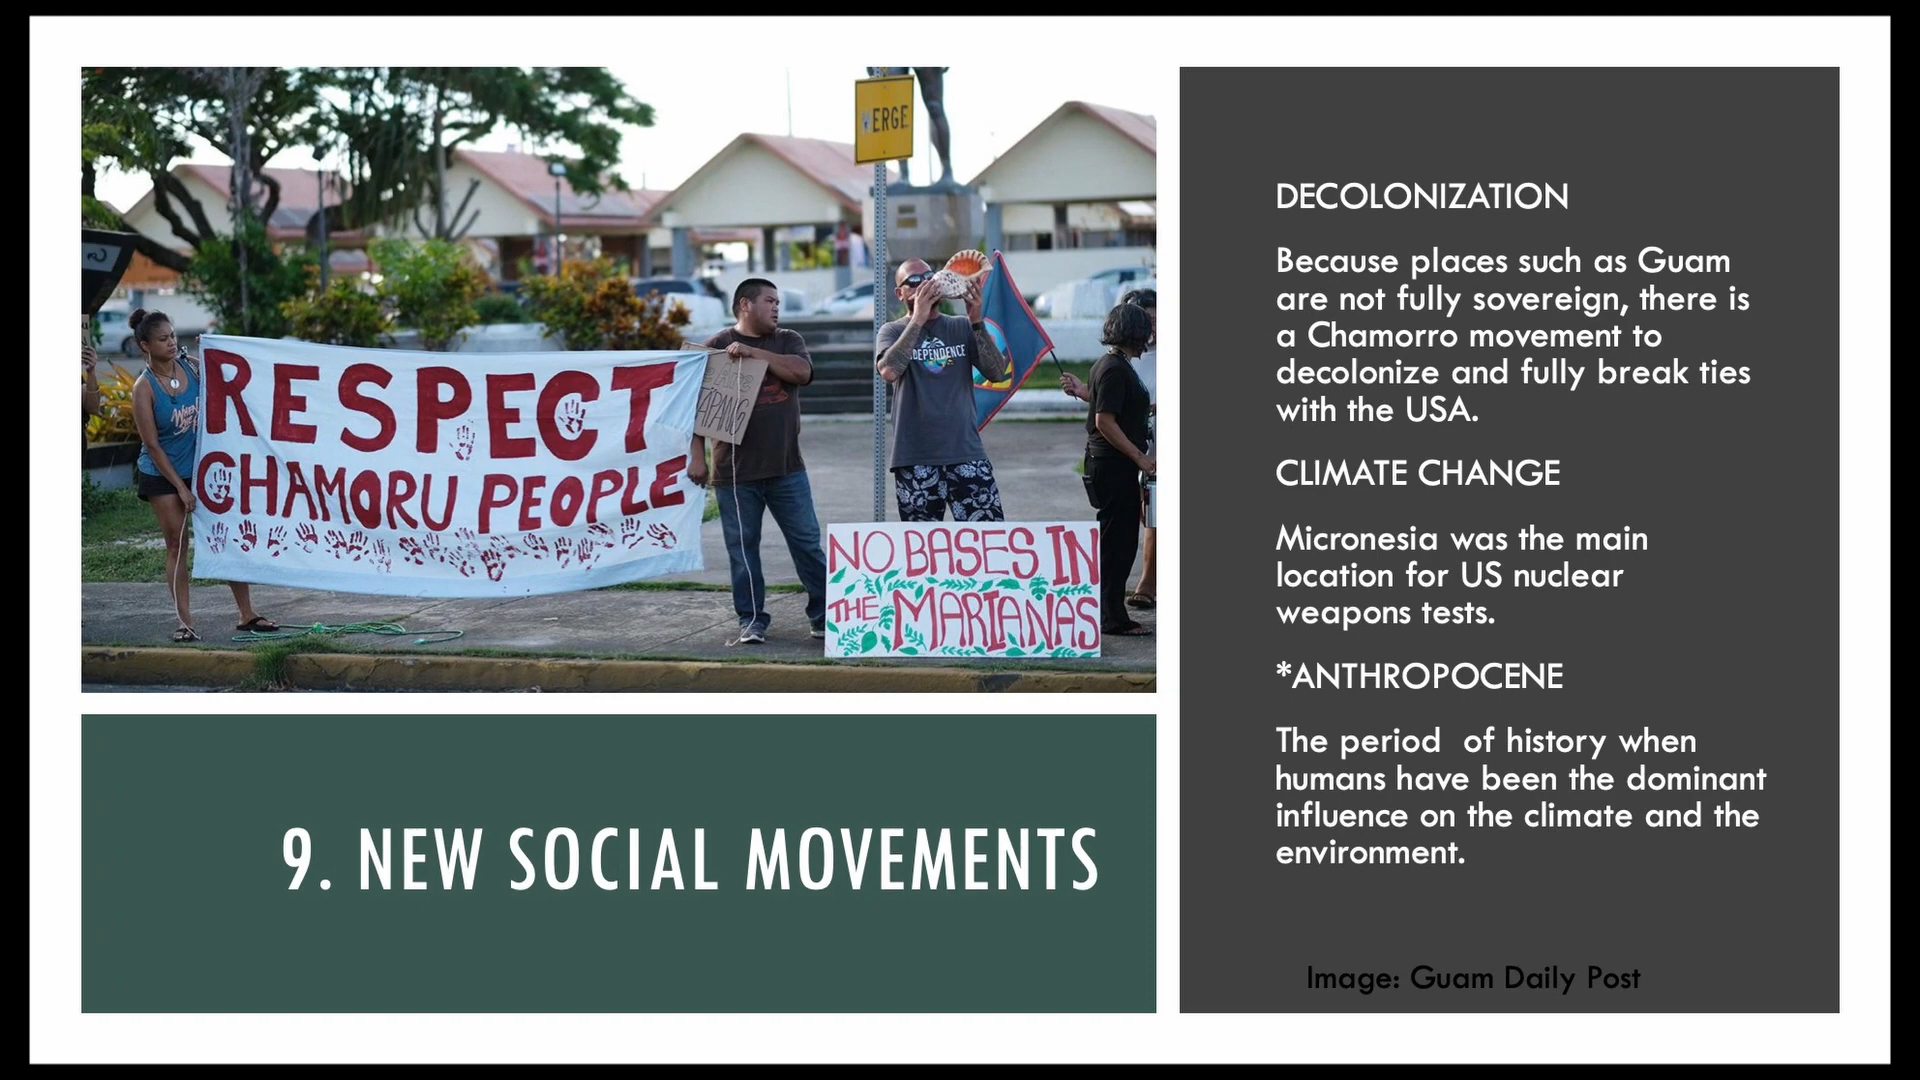 MERGE
RESPECT
CHAMORU PEOPLE
NO BASES IN
THE MARIANAS
9. NEW SOCIAL MOVEMENTS
DECOLONIZATION
Because places such as Guam
are not fully sovereign, there is
a Chamorro movement to
decolonize and fully break ties
with the USA.
CLIMATE CHANGE
Micronesia was the main
location for US nuclear
weapons tests.
*ANTHROPOCENE
The period  of history when
humans have been the dominant
influence on the climate and the
environment.
Image: Guam Daily Post